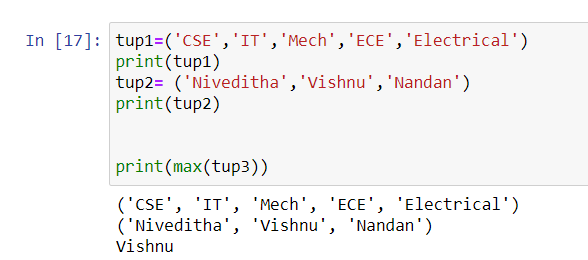 In [17]: tup1=('CSE','IT','Mech','ECE','Electrical')
print(tup1)
tup2= ('Niveditha','Vishnu','Nandan')
print(tup2)
print(max(tup3))
('CSE', 'IT', 'Mech', 'ECE', 'Electrical')
('Niveditha', 'Vishnu', 'Nandan')
Vishnu